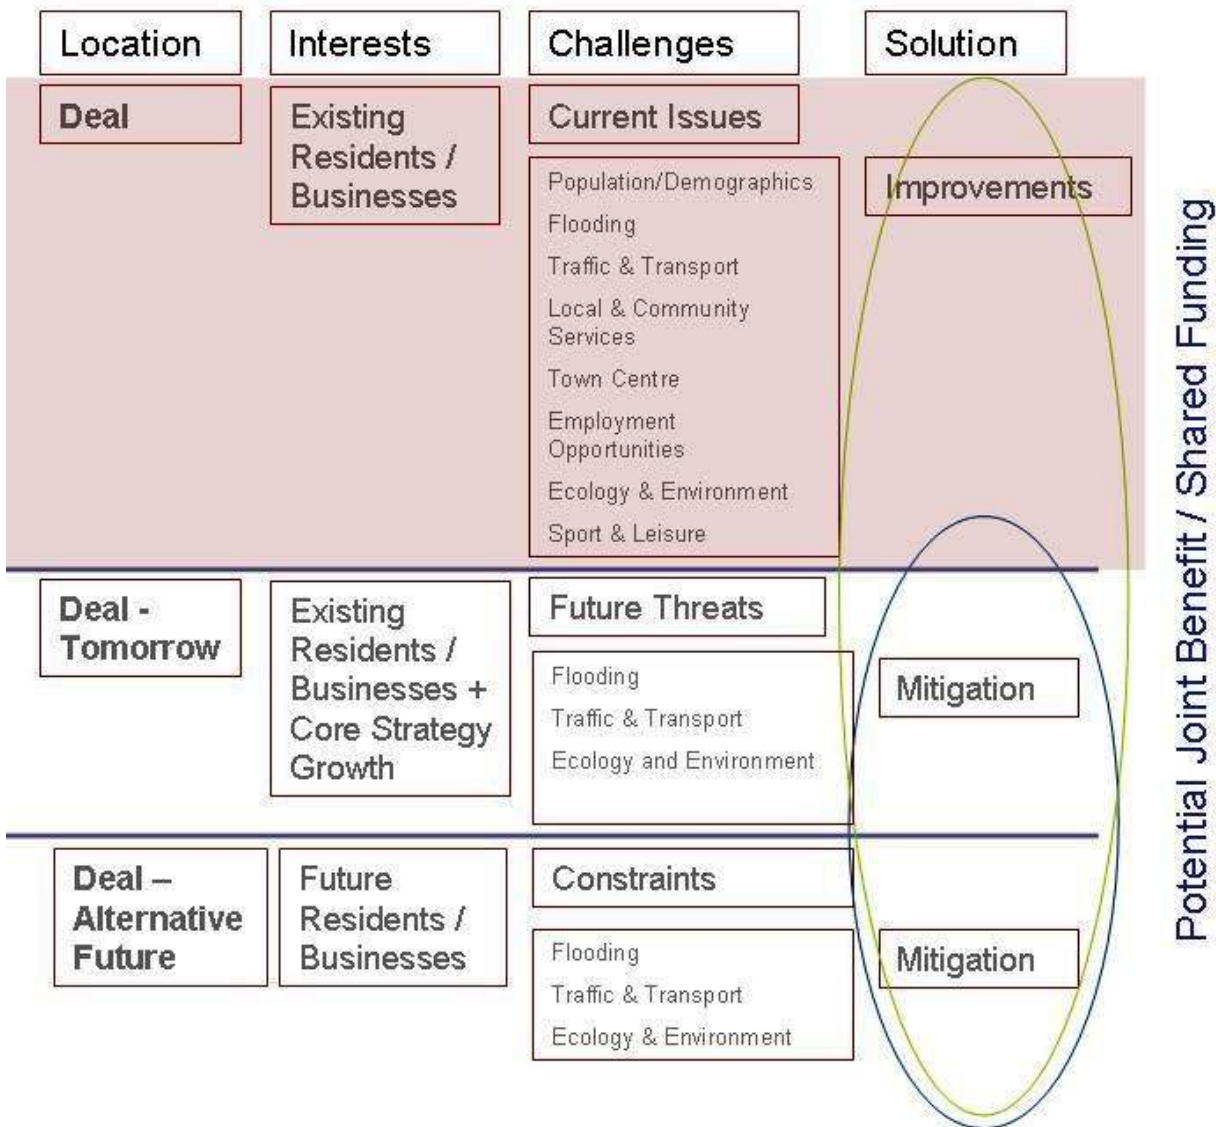 Location
Interests
Challenges
Solution
Deal
Existing
Residents /
Businesses
Current Issues
Population/Demographics
Flooding
Traffic & Transport
Local & Community
Services
Town Centre
Employment
Opportunities
Ecology & Environment
Sport & Leisure
Improvements
Deal -
Tomorrow
Existing
Residents /
Businesses +
Core Strategy
Growth
Future Threats
Flooding
Traffic & Transport
Ecology and Environment
Mitigation
Deal –
Alternative
Future
Future
Residents /
Businesses
Constraints
Flooding
Traffic & Transport
Ecology & Environment
Mitigation
Potential Joint Benefit / Shared Funding